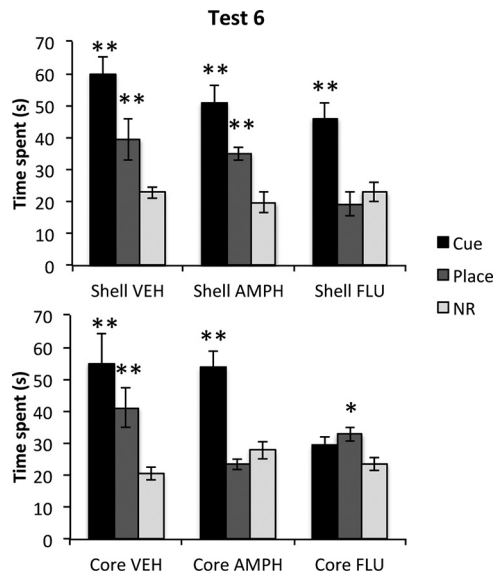 Test 6
Time spent (s)
70
60
50
40
30
20
10
0
** ** ** ** **
Shell VEH Shell AMPH Shell FLU
Cue
Place
NR
Time spent (s)
70
60
50
40
30
20
10
0
** ** ** *
Core VEH Core AMPH Core FLU